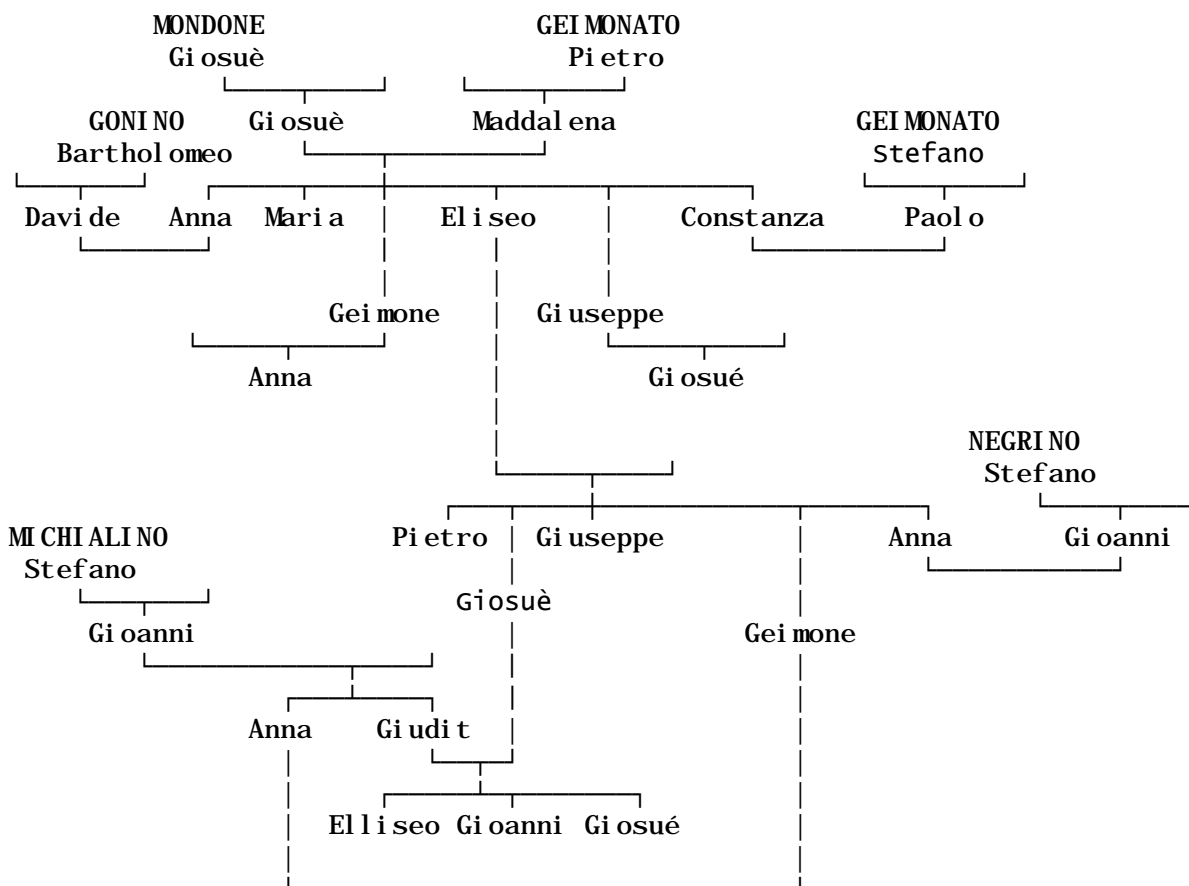 MONDONE GEIMONATO
Giosuè Pietro
GONINO Giosuè Maddalena GEIMONATO
Bartholomeo Stefano
Davide Anna Maria Eliseo Constanza Paolo
Geimone Giuseppe
Anna Giosué
NEGRINO
Stefano
MICHIALINO Pietro Giuseppe Anna Gioanni
Stefano
Giosuè
Gioanni Geimone
Anna Giudit
Elliseo Gioanni Giosué